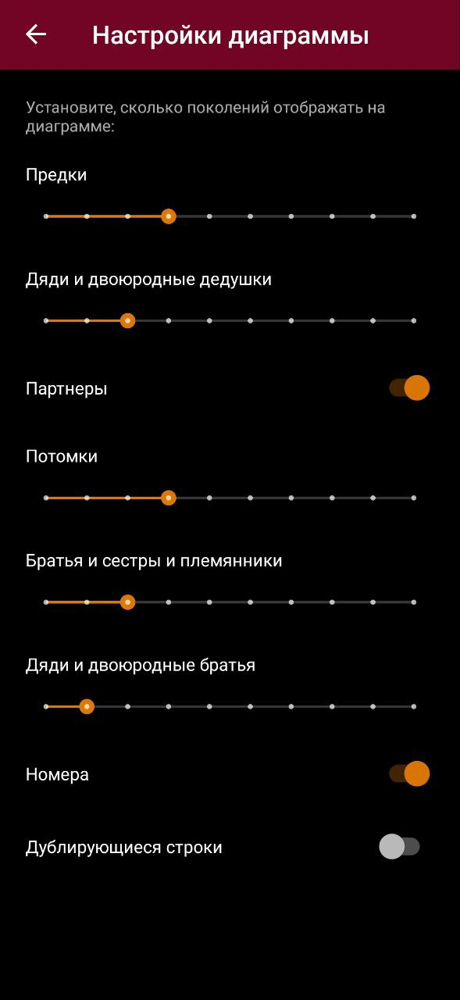 Настройки диаграммы
Установите, сколько поколений отображать на
диаграмме:
Предки
Дяди и двоюродные дедушки
Партнеры
Потомки
Братья и сестры и племянники
Дяди и двоюродные братья
Номера
Дублирующиеся строки